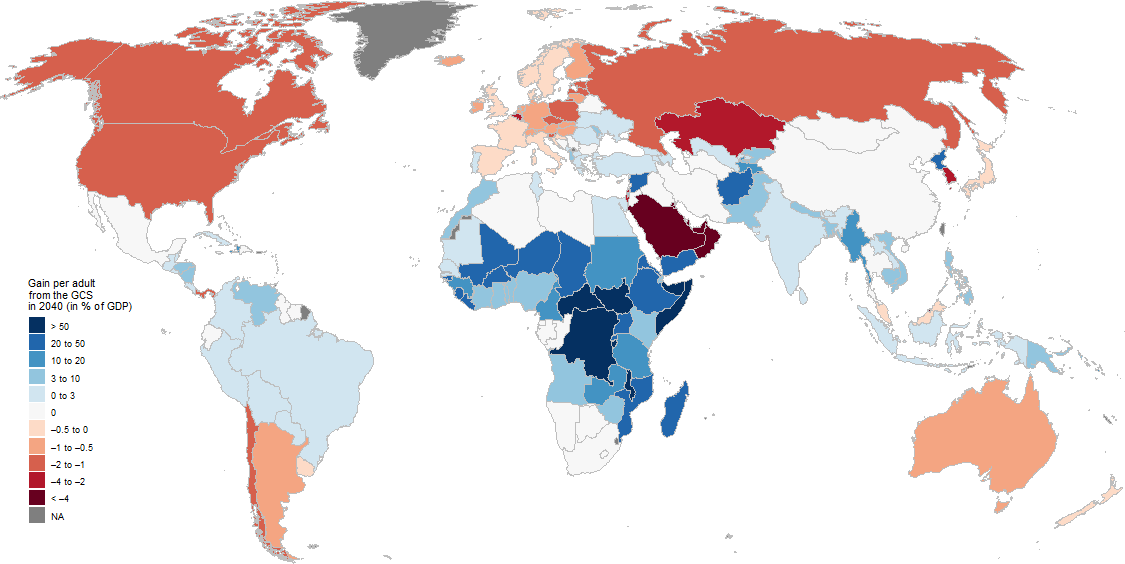 Gain per adult
from the GCS
in 2040 (in % of GDP)
> 50
20 to 50
10 to 20
3 to 10
0 to 3
0
–0.5 to 0
–1 to –0.5
–2 to –1
–4 to –2
< –4
NA